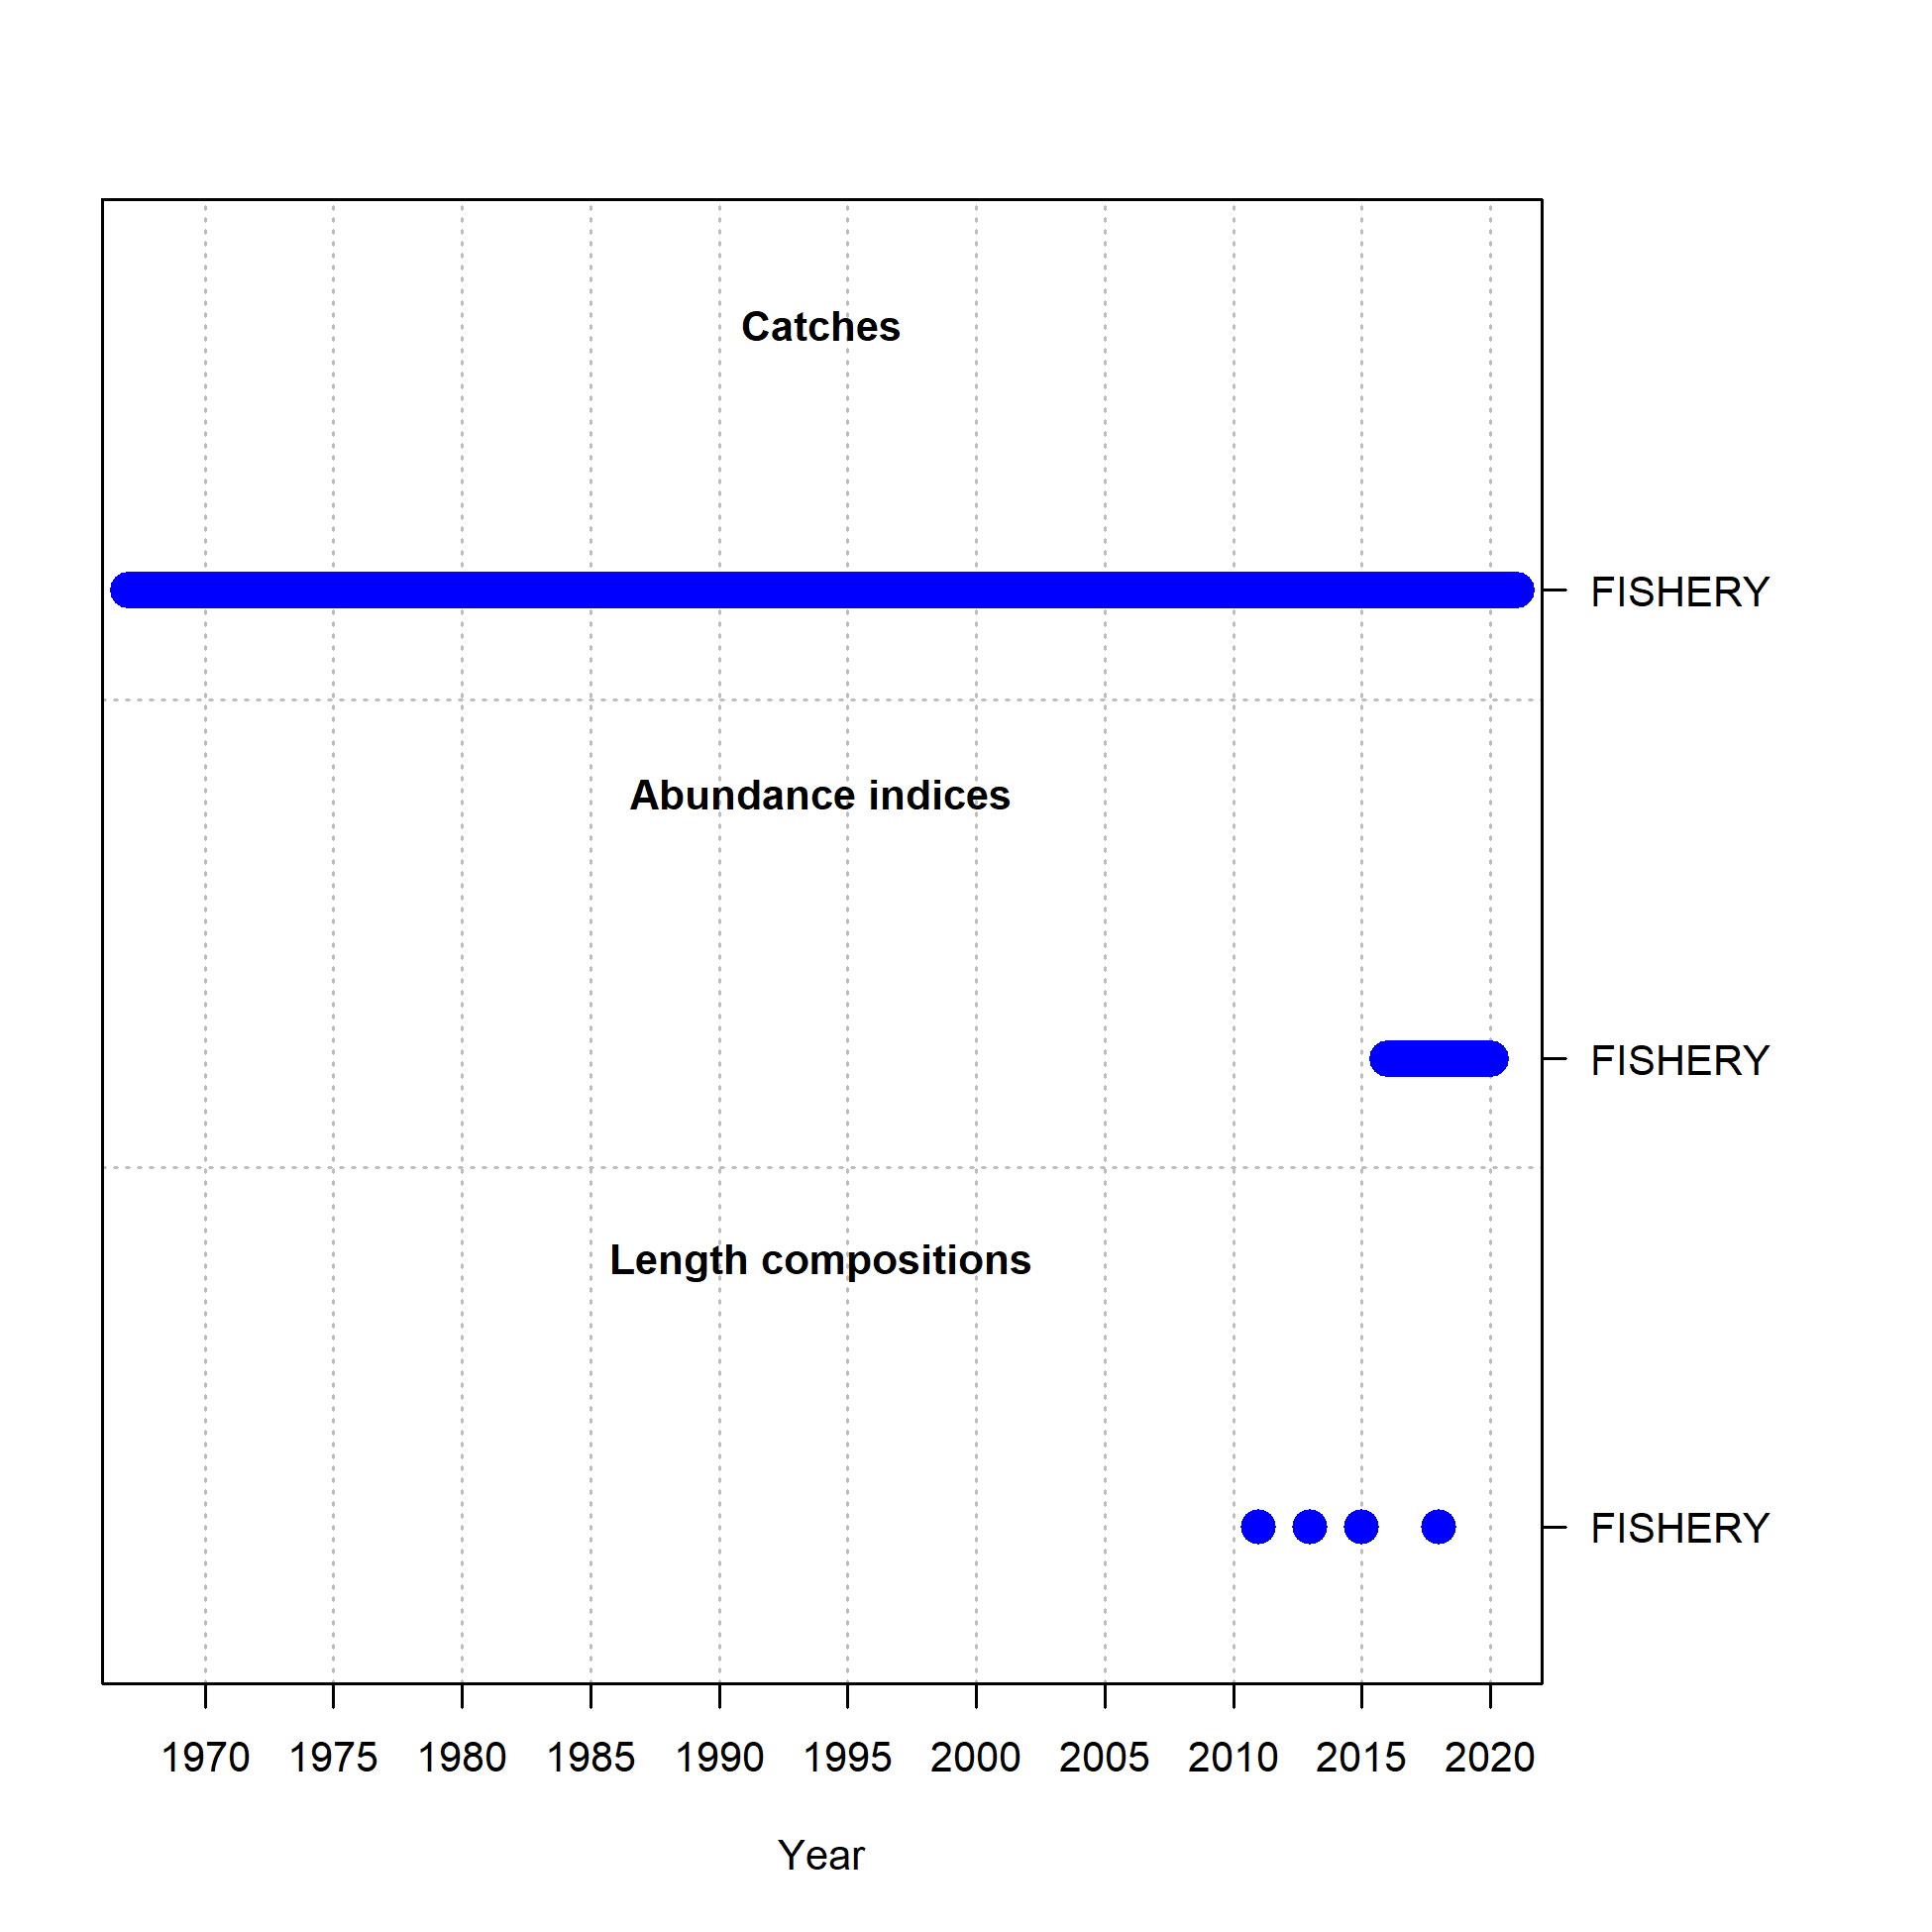 Catches
FISHERY
Abundance indices
FISHERY
Length compositions
FISHERY
1970 1975 1980 1985 1990 1995 2000 2005 2010 2015 2020
Year